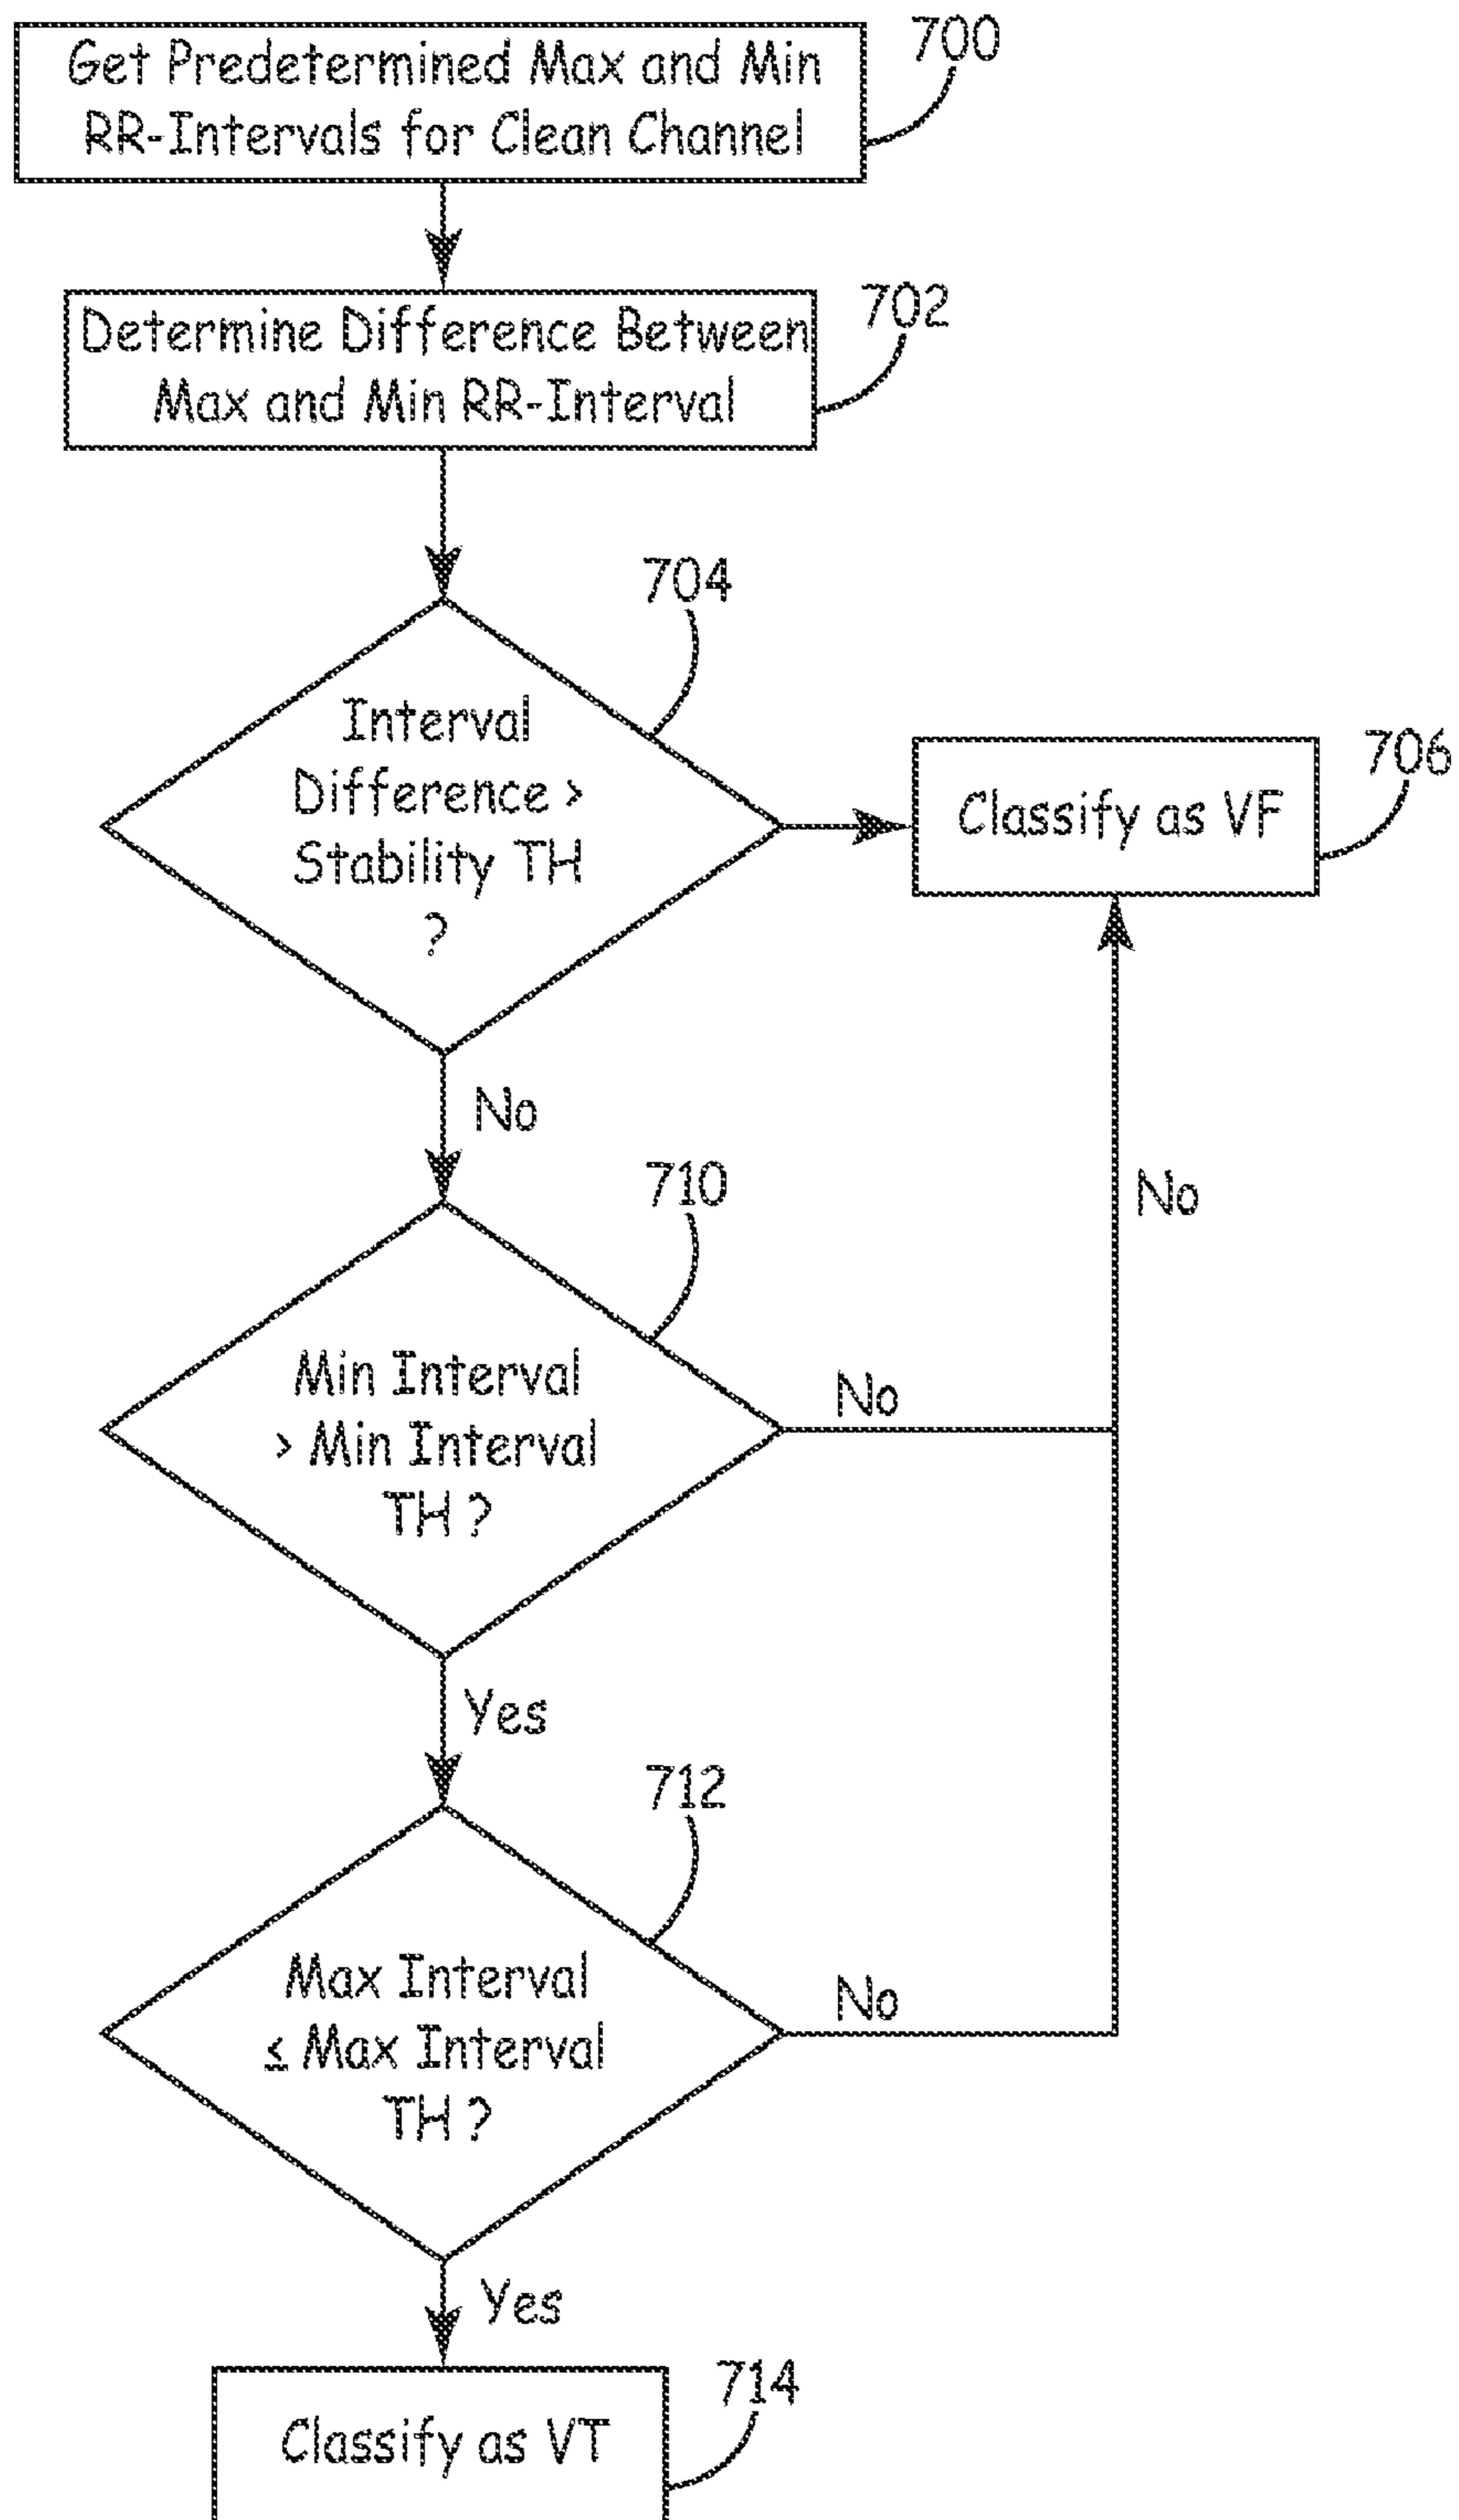 Get Predetermined Max and Min
RR-Intervals for Clean Channel
700
Determine Difference Between
Max and Min RR-Interval
702
704
Interval
Difference >
Stability TH
?
Classify as VF
706
No
710
Min Interval
> Min Interval
TH ?
No
No
Yes
712
Max Interval
≤ Max Interval
TH ?
No
Yes
714
Classify as VT